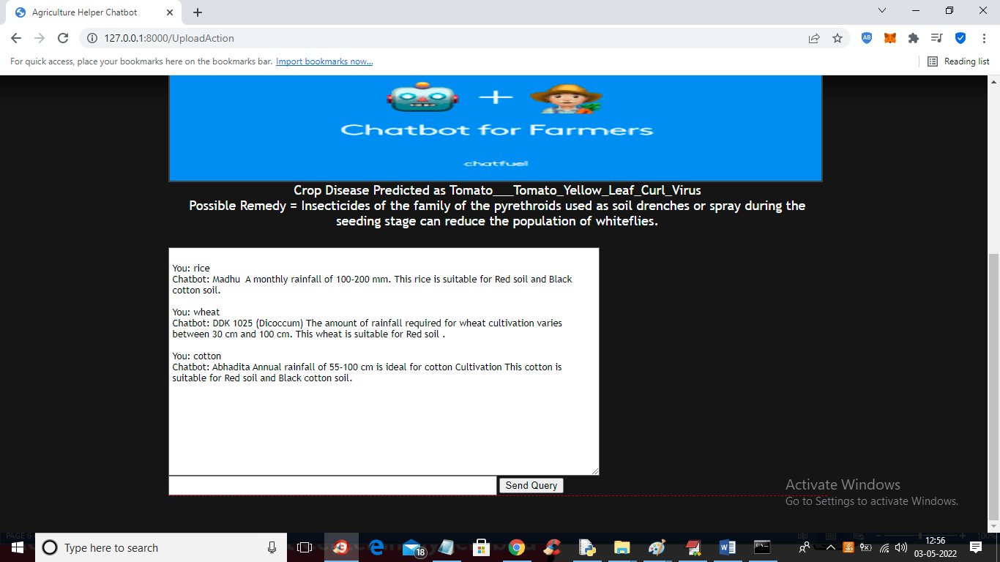 Agriculture Helper Chatbot
127.0.0.1:8000/UploadAction
For quick access, place your bookmarks here on the bookmarks bar. Import bookmarks now...
Reading list
Chatbot for Farmers
chatfuel
Crop Disease Predicted as Tomato___Tomato_Yellow_Leaf_Curl_Virus
Possible Remedy = Insecticides of the family of the pyrethroids used as soil drenches or spray during the
seeding stage can reduce the population of whiteflies.
You: rice
Chatbot: Madhu  A monthly rainfall of 100-200 mm. This rice is suitable for Red soil and Black
cotton soil.
You: wheat
Chatbot: DDK 1025 (Dicoccum) The amount of rainfall required for wheat cultivation varies
between 30 cm and 100 cm. This wheat is suitable for Red soil .
You: cotton
Chatbot: Abhadita Annual rainfall of 55-100 cm is ideal for cotton Cultivation This cotton is
suitable for Red soil and Black cotton soil.
Send Query
Activate Windows
Go to Settings to activate Windows.
PAGE 6
100%
Type here to search
18
12:56
03-05-2022